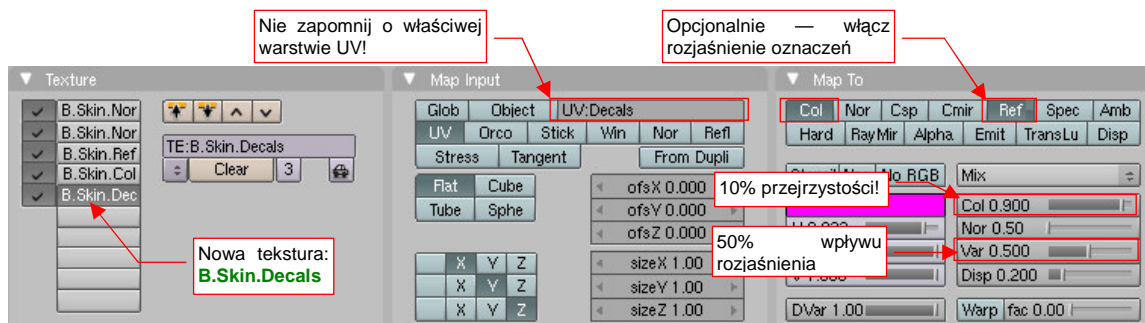 Nie zapomnij o właściwej
warstwie UV!
Opcjonalnie — włącz
rozjaśnienie oznaczeń
Texture
B.Skin.Nor
B.Skin.Nor
B.Skin.Ref
B.Skin.Col
B.Skin.Dec
TE:B.Skin.Decals
Clear 3
Nowa tekstura:
B.Skin.Decals
Map Input
Glob Object UV:Decals
UV Orco Stick Win Nor Refl
Stress Tangent From Dupli
Flat Cube
Tube Sphe
ofsX 0.000
ofsY 0.000
ofsZ 0.000
X Y Z
X Y Z
X Y Z
sizeX 1.00
sizeY 1.00
sizeZ 1.00
Map To
Col Nor Csp Cmir Ref Spec Amb
Hard RayMir Alpha Emit TransLu Disp
No RGB
Mix
10% przejrzystości!
50% wpływu
rozjaśnienia
Col 0.900
Nor 0.50
Var 0.500
Disp 0.200
DVar 1.00
Warp fac 0.00